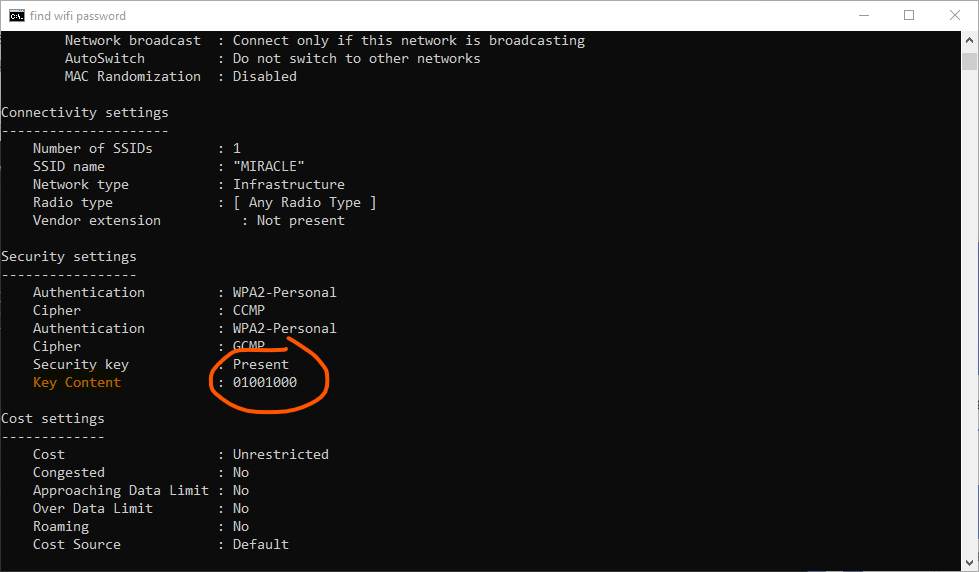 find wifi password
Network broadcast : Connect only if this network is broadcasting
AutoSwitch : Do not switch to other networks
MAC Randomization : Disabled
Connectivity settings
---------------------
Number of SSIDs : 1
SSID name : "MIRACLE"
Network type : Infrastructure
Radio type : [ Any Radio Type ]
Vendor extension : Not present
Security settings
-----------------
Authentication : WPA2-Personal
Cipher : CCMP
Authentication : WPA2-Personal
Cipher : GCMP
Security key : Present
Key Content : 01001000
Cost settings
-------------
Cost : Unrestricted
Congested : No
Approaching Data Limit : No
Over Data Limit : No
Roaming : No
Cost Source : Default